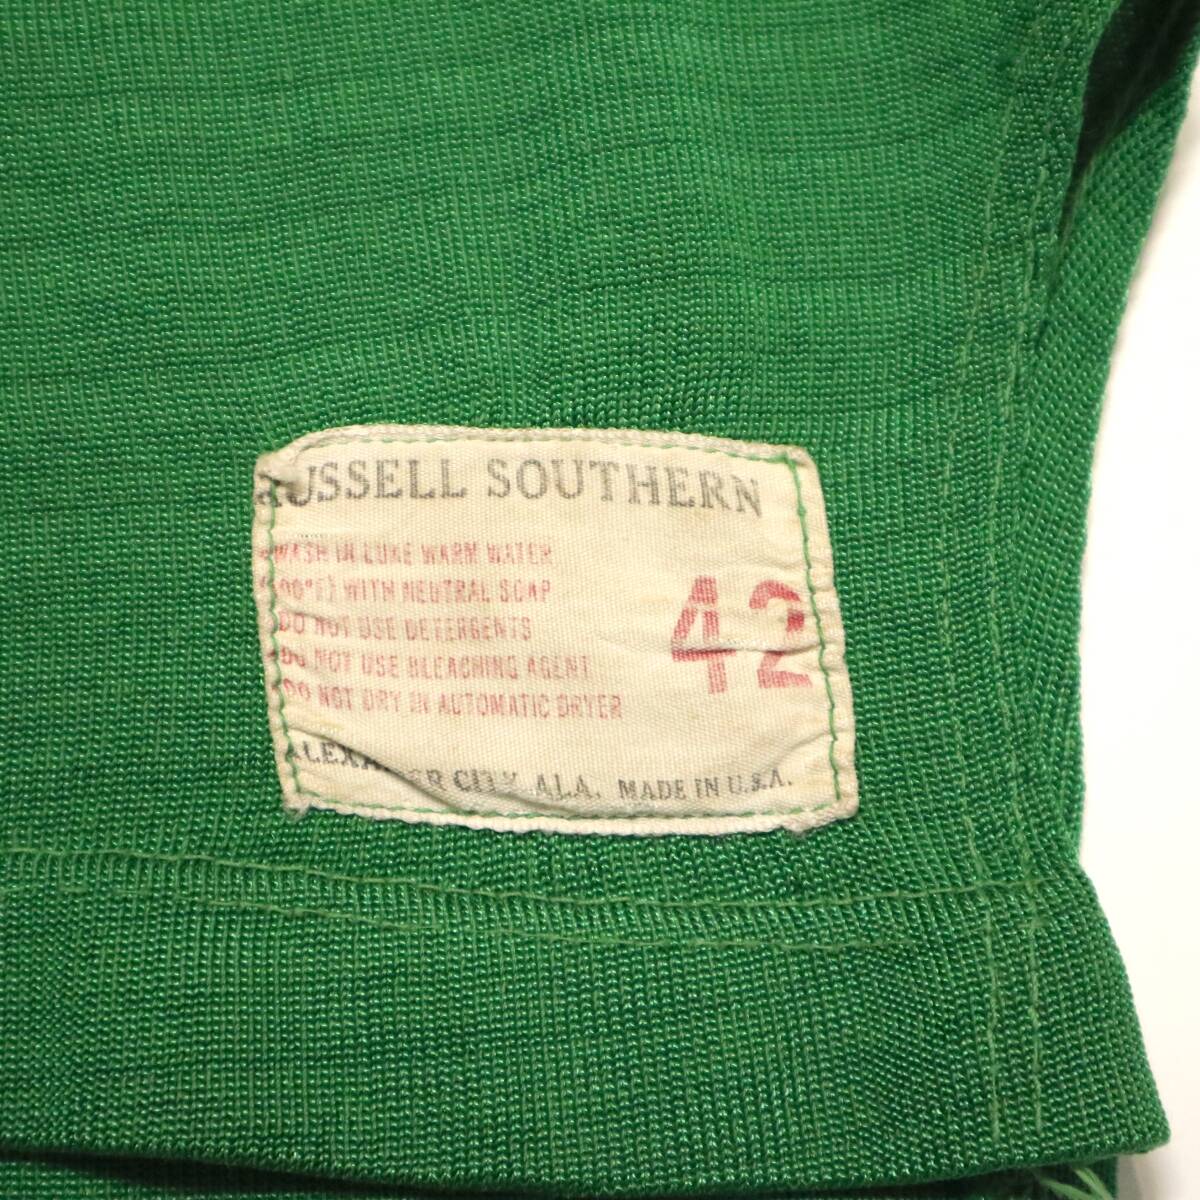 RUSSELL SOUTHERN
WASH IN LUKE WARM WATER
(100°F) WITH NEUTRAL SOAP
DO NOT USE DETERGENTS
DO NOT USE BLEACHING AGENT
DO NOT DRY IN AUTOMATIC DRYER
42
ALEXANDER CITY, ALA. MADE IN U.S.A.